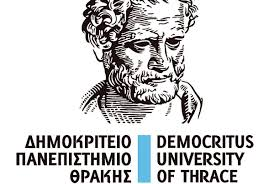 ΔΗΜΟΚΡΙΤΕΙΟ
ΠΑΝΕΠΙΣΤΗΜΙΟ
ΘΡΑΚΗΣ
DEMOCRITUS
UNIVERSITY
OF THRACE